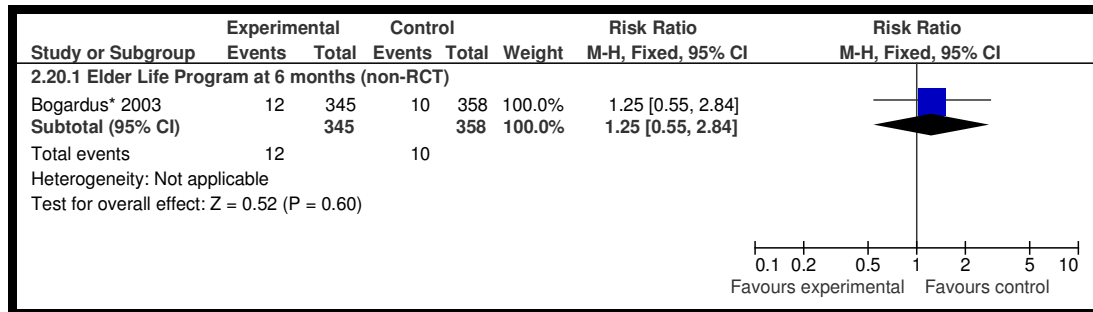 Experimental Control Risk Ratio Risk Ratio
Study or Subgroup Events Total Events Total Weight M-H, Fixed, 95% CI M-H, Fixed, 95% CI
2.20.1 Elder Life Program at 6 months (non-RCT)
Bogardus* 2003 12 345 10 358 100.0% 1.25 [0.55, 2.84]
Subtotal (95% CI) 345 358 100.0% 1.25 [0.55, 2.84]
Total events 12 10
Heterogeneity: Not applicable
Test for overall effect: Z = 0.52 (P = 0.60)
0.1 0.2 0.5 1 2 5 10
Favours experimental Favours control